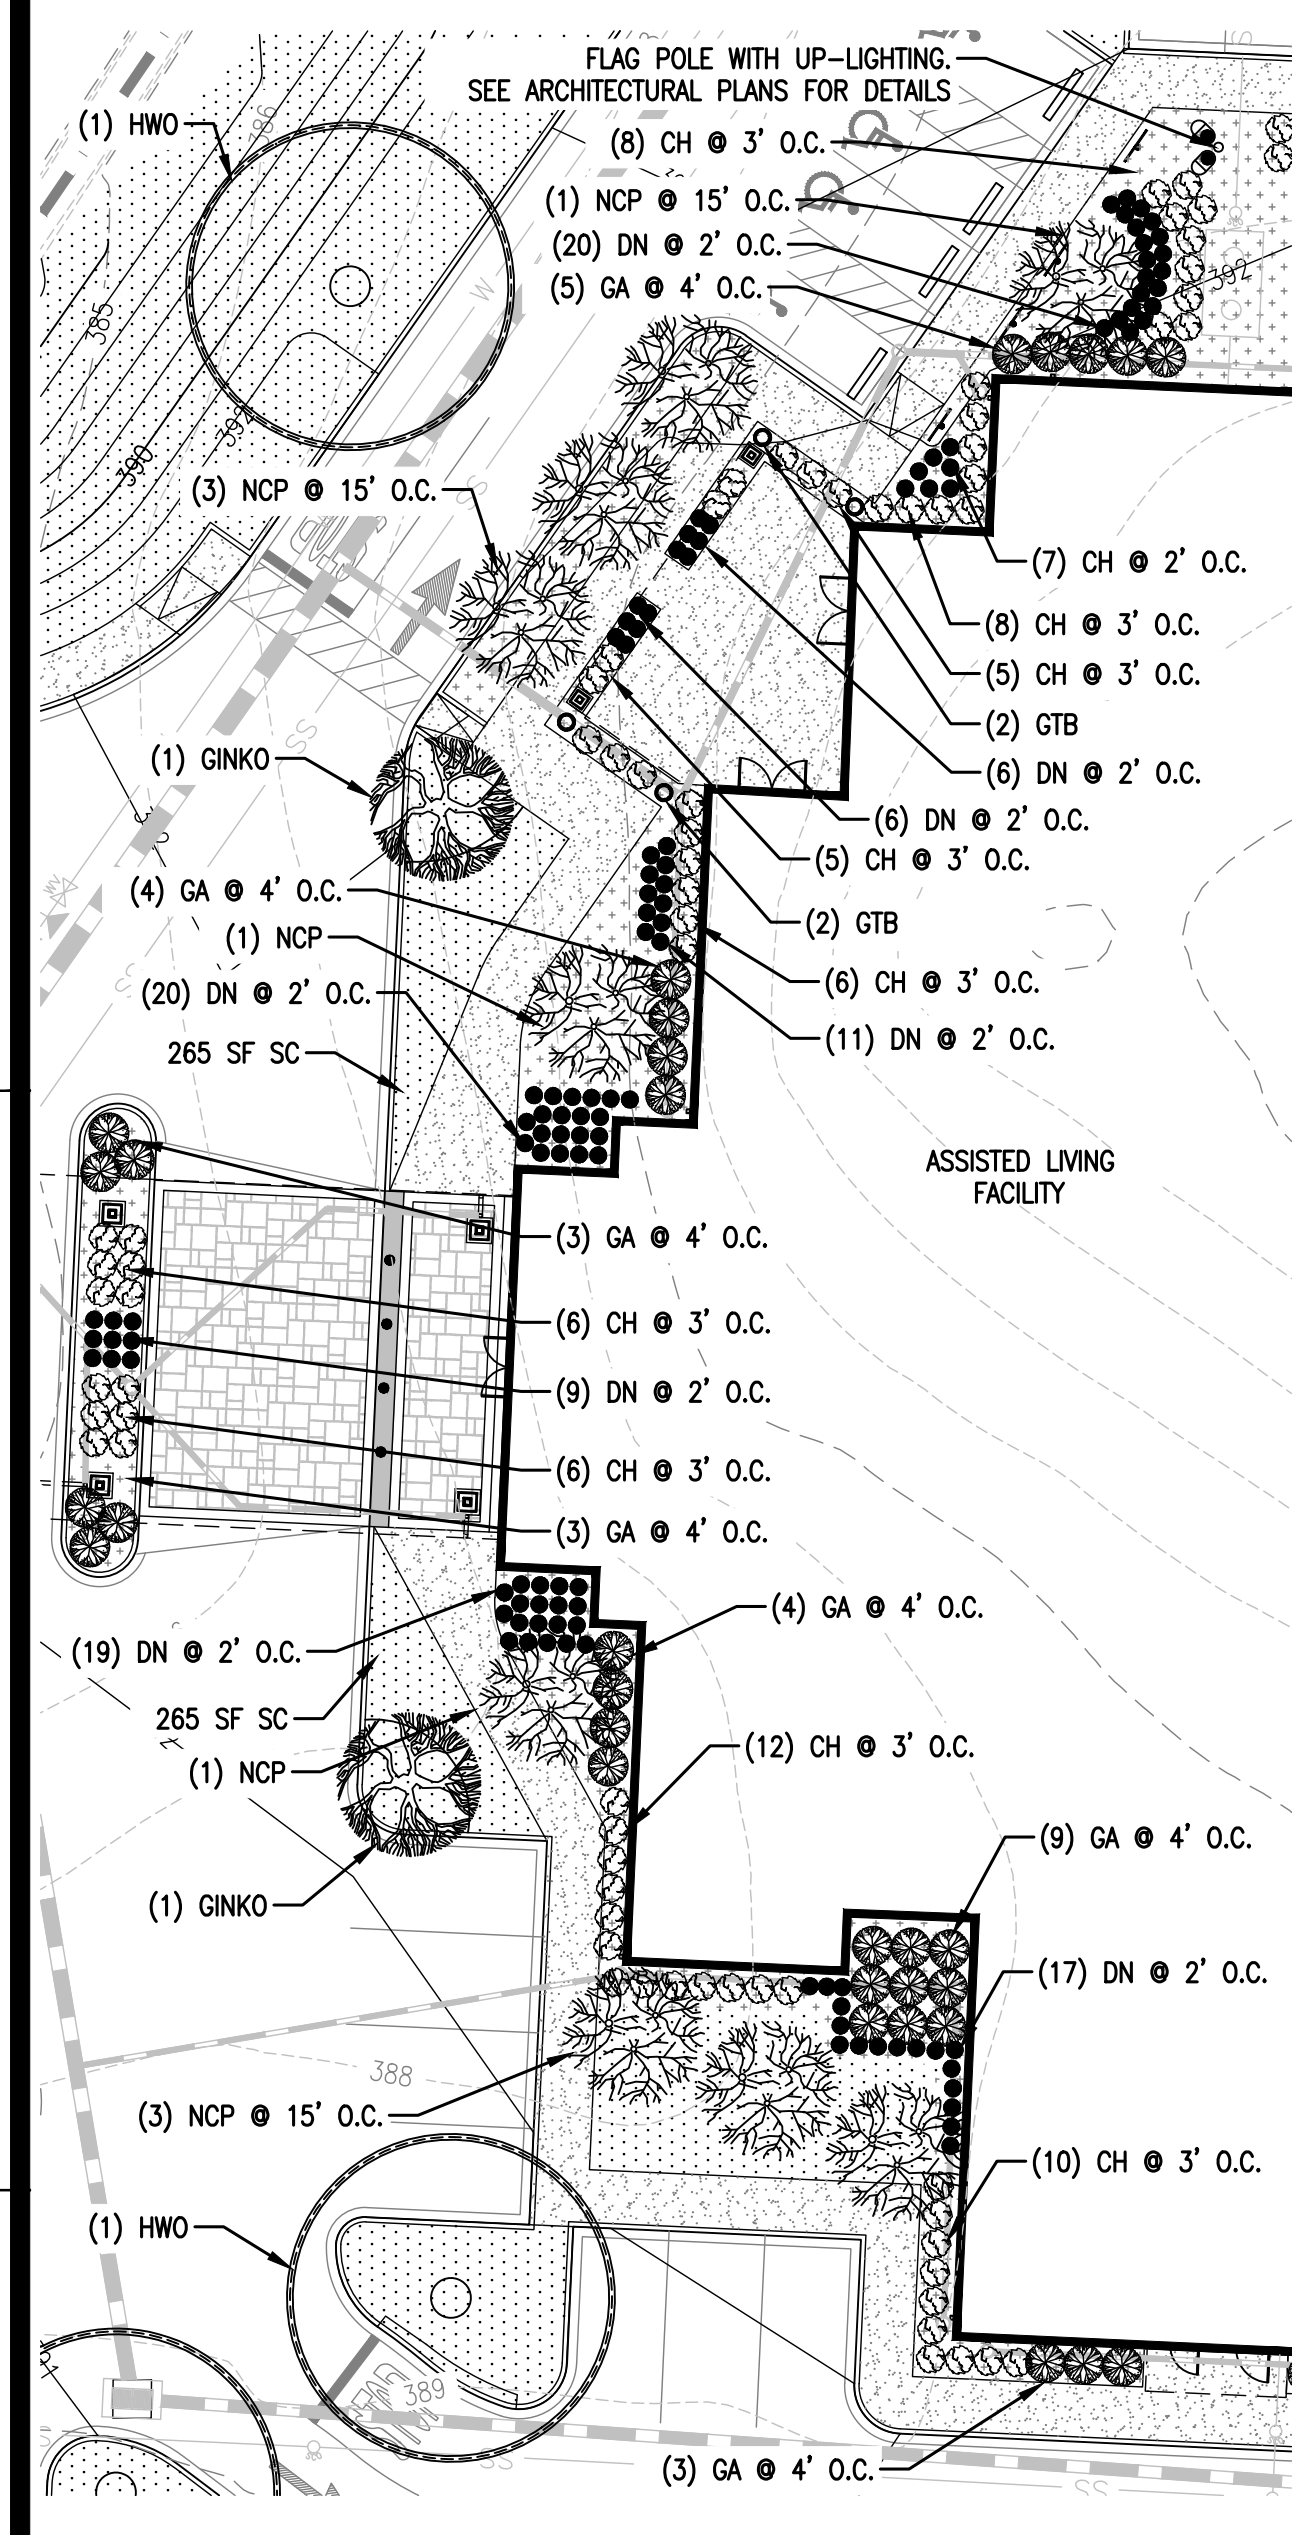 FLAG POLE WITH UP-LIGHTING.
SEE ARCHITECTURAL PLANS FOR DETAILS
(1) HWO
386
(8) CH @ 3' O.C.
(1) NCP @ 15' O.C.
(20) DN @ 2' O.C.
(5) GA @ 4' O.C.
392
385
W
392
390
(3) NCP @ 15' O.C.
SS
(7) CH @ 2' O.C.
(8) CH @ 3' O.C.
(5) CH @ 3' O.C.
(2) GTB
(6) DN @ 2' O.C.
SS
(1) GINKO
(6) DN @ 2' O.C.
(5) CH @ 3' O.C.
(4) GA @ 4' O.C.
(2) GTB
(1) NCP
(6) CH @ 3' O.C.
(20) DN @ 2' O.C.
(11) DN @ 2' O.C.
265 SF SC
ASSISTED LIVING
FACILITY
(3) GA @ 4' O.C.
(6) CH @ 3' O.C.
(9) DN @ 2' O.C.
(6) CH @ 3' O.C.
(3) GA @ 4' O.C.
(4) GA @ 4' O.C.
(19) DN @ 2' O.C.
265 SF SC
(12) CH @ 3' O.C.
(1) NCP
(9) GA @ 4' O.C.
(1) GINKO
(17) DN @ 2' O.C.
388
(3) NCP @ 15' O.C.
(10) CH @ 3' O.C.
(1) HWO
389
(3) GA @ 4' O.C.
SS
SS